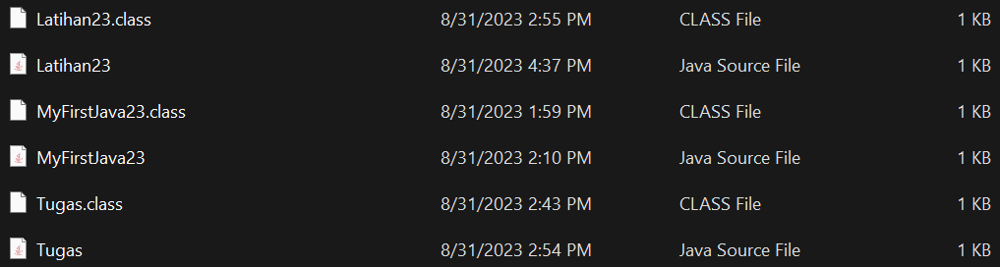 Latihan23.class 8/31/2023 2:55 PM CLASS File 1 KB
Latihan23 8/31/2023 4:37 PM Java Source File 1 KB
MyFirstJava23.class 8/31/2023 1:59 PM CLASS File 1 KB
MyFirstJava23 8/31/2023 2:10 PM Java Source File 1 KB
Tugas.class 8/31/2023 2:43 PM CLASS File 1 KB
Tugas 8/31/2023 2:54 PM Java Source File 1 KB